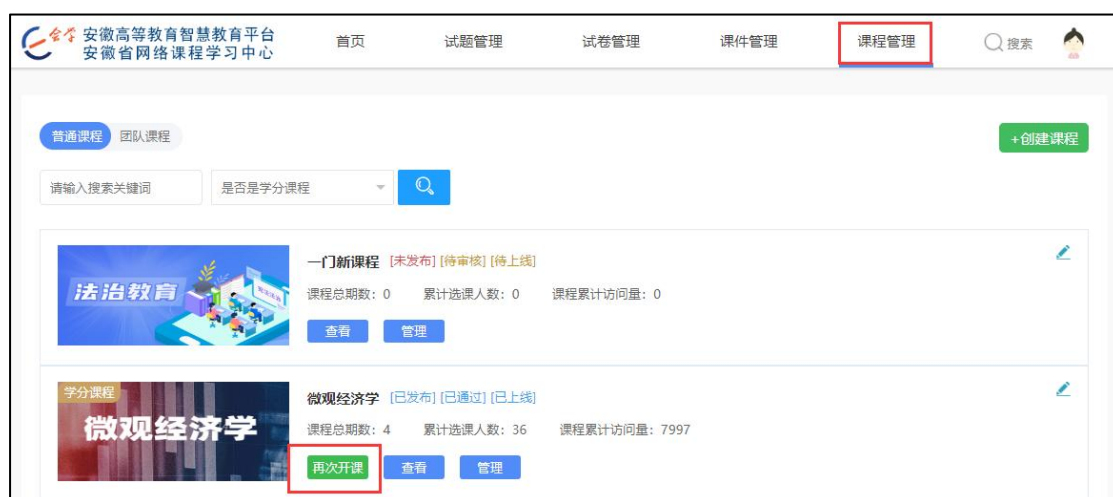 会学 安徽高等教育智慧教育平台
安徽省网络课程学习中心
首页 试题管理 试卷管理 课件管理 课程管理 搜索
普通课程 团队课程 +创建课程
请输入搜索关键词 是否是学分课程
法治教育
一门新课程 [未发布] [待审核] [待上线]
课程总期数: 0 累计选课人数: 0 课程累计访问量: 0
查看 管理
学分课程
微观经济学
微观经济学 [已发布] [已通过] [已上线]
课程总期数: 4 累计选课人数: 36 课程累计访问量: 7997
再次开课 查看 管理